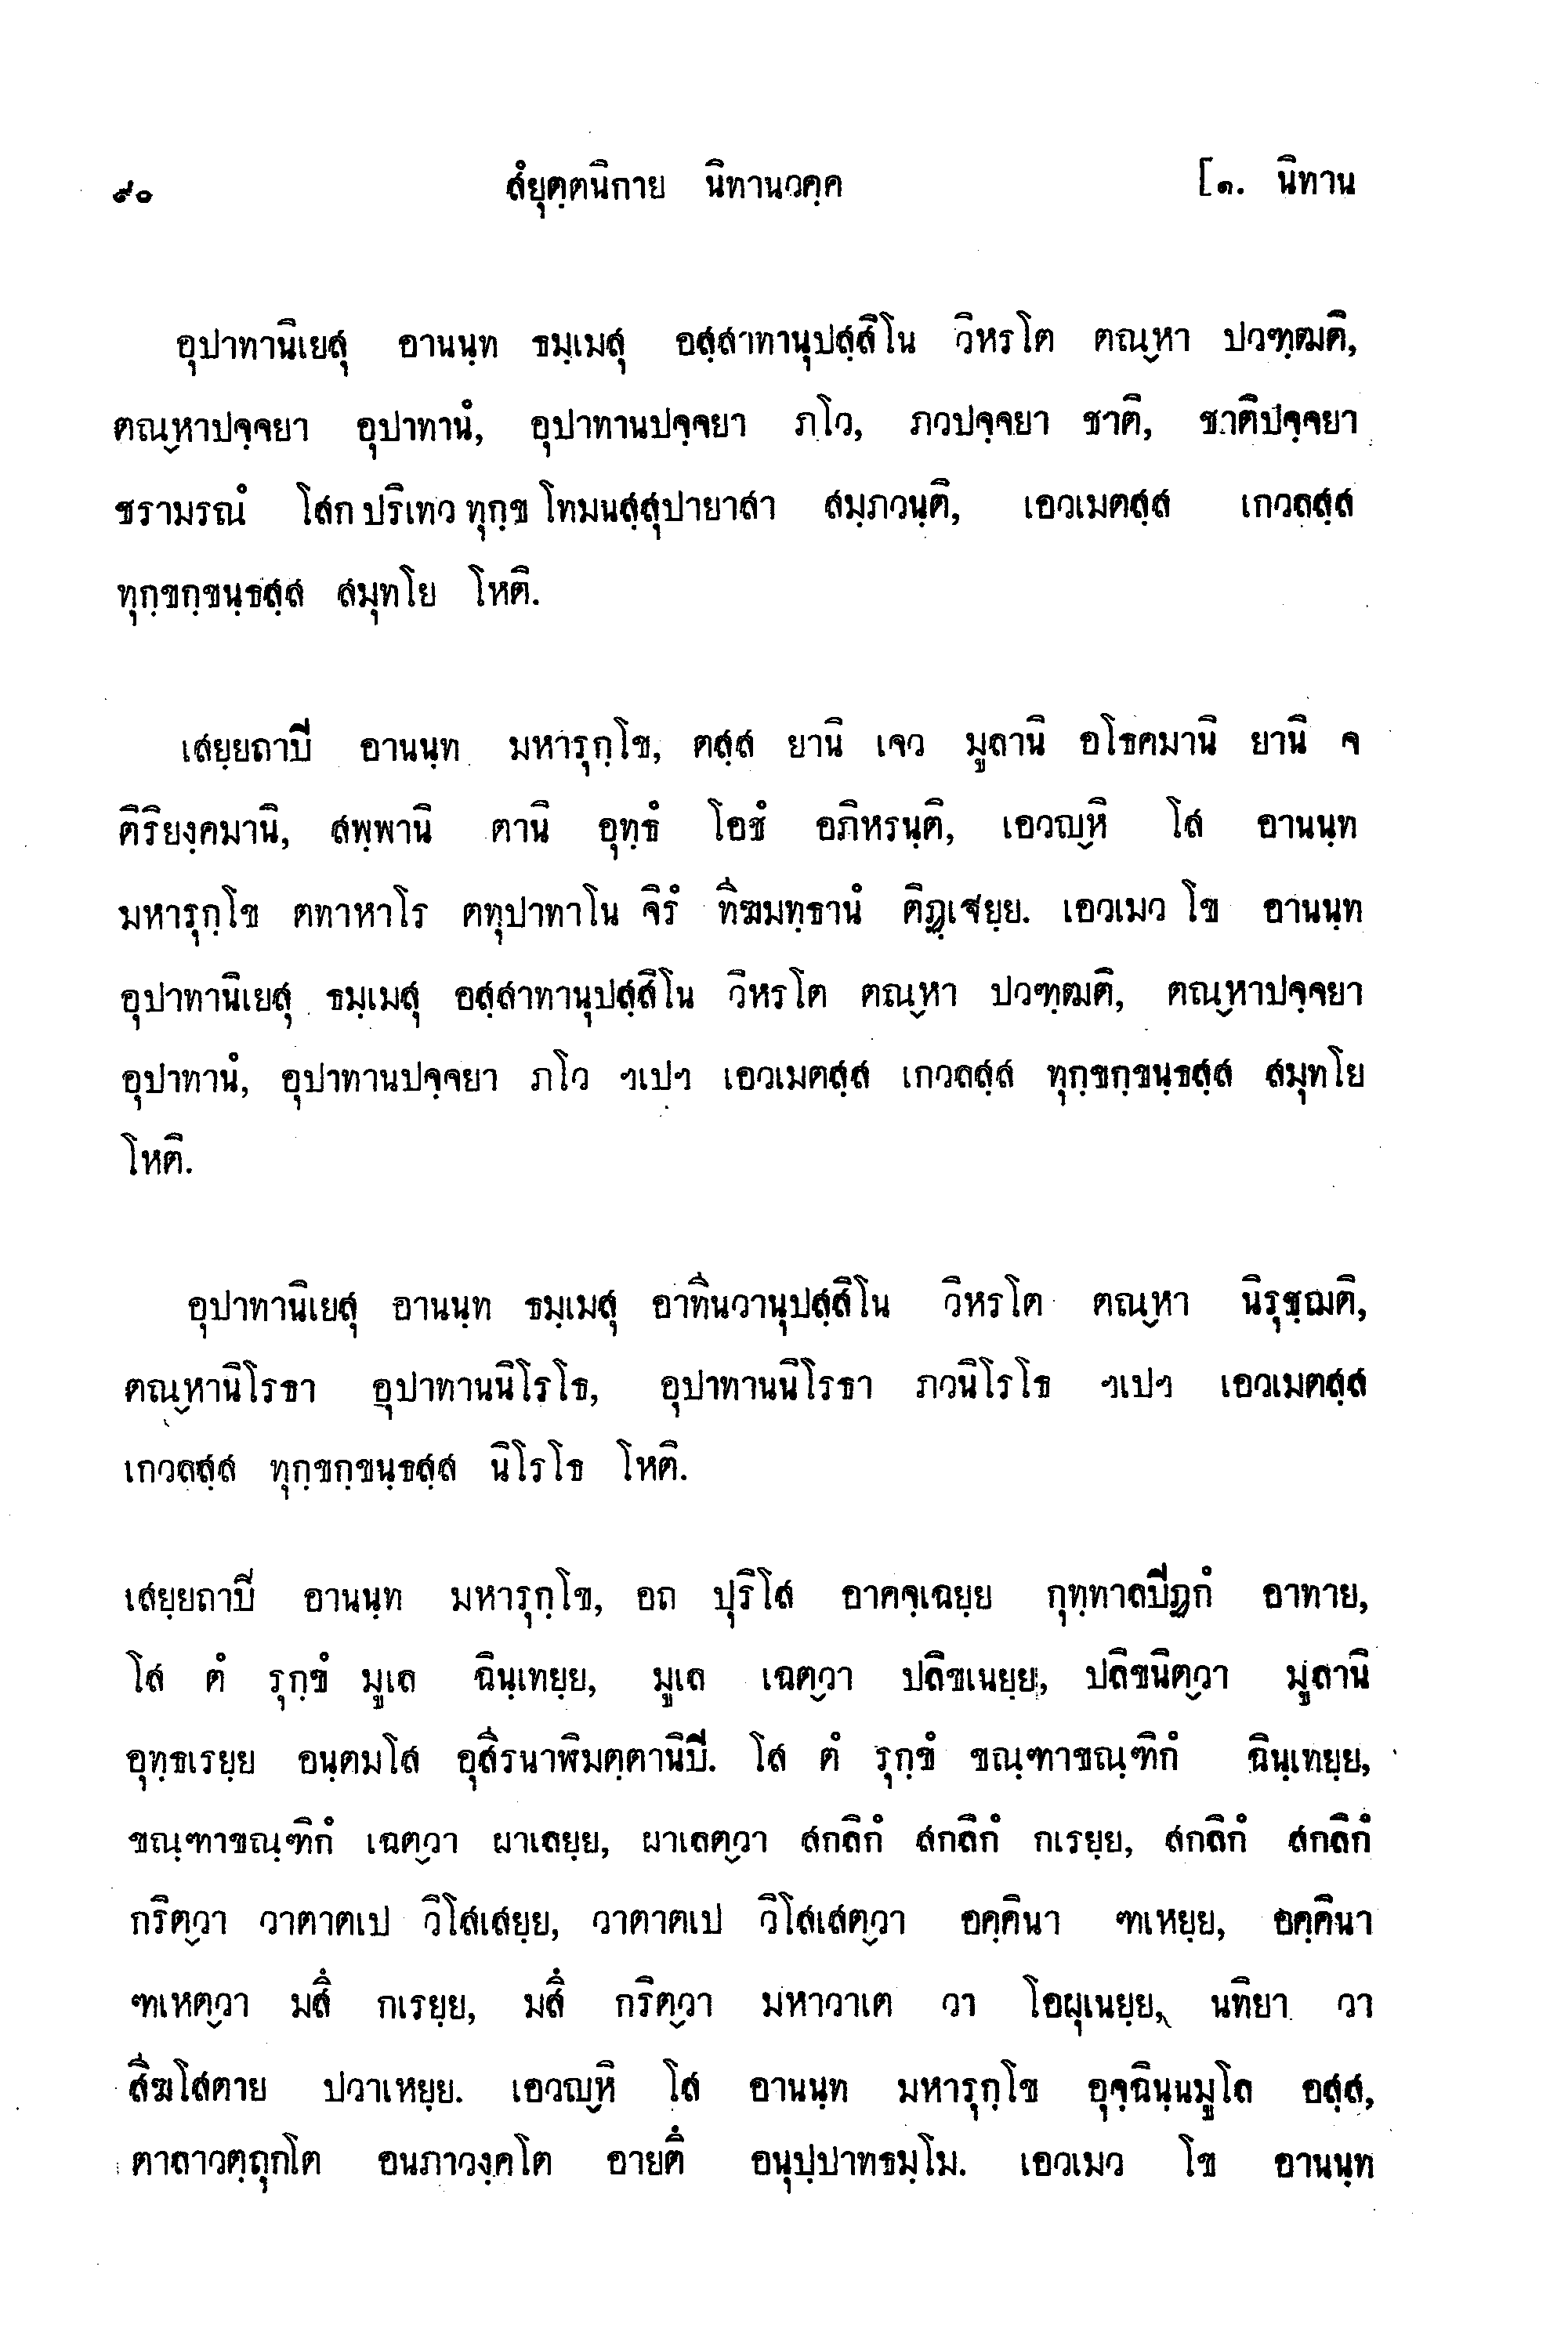 ๙๐ สํยุตฺตนิกาย นิทานวคฺค [๑. นิทาน
อุปาทานิเยสุ อานนฺท ธมฺเมสุ อสฺสาทานุปสฺสิโน วิหรโต ตณฺหา ปวฑฺฒติ,
ตณฺหาปจฺจยา อุปาทานํ, อุปาทานปจฺจยา ภโว, ภวปจฺจยา ชาติ, ชาติปจฺจยา
ชรามรณํ โสก ปริเทว ทุกฺข โทมนสฺสุปายาสา สมฺภวนฺติ, เอวเมตสฺส เกวลสฺส
ทุกฺขกฺขนฺธสฺส สมุทโย โหติ.
เสยฺยถาปิ อานนฺท มหารุกฺโข, ตสฺส ยานิ เจว มูลานิ อโธคมานิ ยานิ จ
ติริยงฺคมานิ, สพฺพานิ ตานิ อุทฺธํ โอชํ อภิหรนฺติ, เอวญฺหิ โส อานนฺท
มหารุกฺโข ตทาหาโร ตทุปาทาโน จิรํ ทีฆมทฺธานํ ติฏฺเฐยฺย. เอวเมว โข อานนฺท
อุปาทานิเยสุ ธมฺเมสุ อสฺสาทานุปสฺสิโน วิหรโต ตณฺหา ปวฑฺฒติ, ตณฺหาปจฺจยา
อุปาทานํ, อุปาทานปจฺจยา ภโว ฯเปฯ เอวเมตสฺส เกวลสฺส ทุกฺขกฺขนฺธสฺส สมุทโย
โหติ.
อุปาทานิเยสุ อานนฺท ธมฺเมสุ อาทีนวานุปสฺสิโน วิหรโต ตณฺหา นิรุชฺฌติ,
ตณฺหานิโรธา อุปาทานนิโรโธ, อุปาทานนิโรธา ภวนิโรโธ ฯเปฯ เอวเมตสฺส
เกวลสฺส ทุกฺขกฺขนฺธสฺส นิโรโธ โหติ.
เสยฺยถาปิ อานนฺท มหารุกฺโข, อถ ปุริโส อาคจฺเฉยฺย กุทฺทาลปิฏกํ อาทาย,
โส ตํ รุกฺขํ มูเล ฉินฺเทยฺย, มูเล เฉตฺวา ปลิขเนยฺย, ปลิขนิตฺวา มูลานิ
อุทฺธเรยฺย อนฺตมโส อุสีรนาฬิมตฺตานิปิ. โส ตํ รุกฺขํ ขณฺฑาขณฺฑิกํ ฉินฺเทยฺย,
ขณฺฑาขณฺฑิกํ เฉตฺวา ผาเลยฺย, ผาเลตฺวา สกลิกํ สกลิกํ กเรยฺย, สกลิกํ สกลิกํ
กริตฺวา วาตาตเป วิโสเสยฺย, วาตาตเป วิโสเสตฺวา อคฺคินา ฑเหยฺย, อคฺคินา
ฑเหตฺวา มสึ กเรยฺย, มสึ กริตฺวา มหาวาเต วา โอผุเนยฺย, นทิยา วา
สีฆโสตาย ปวาเหยฺย. เอวญฺหิ โส อานนฺท มหารุกฺโข อุจฺฉินฺนมูโล อสฺส,
ตาลาวตฺถุกโต อนภาวงฺคโต อายตึ อนุปฺปาทธมฺโม. เอวเมว โข อานนฺท